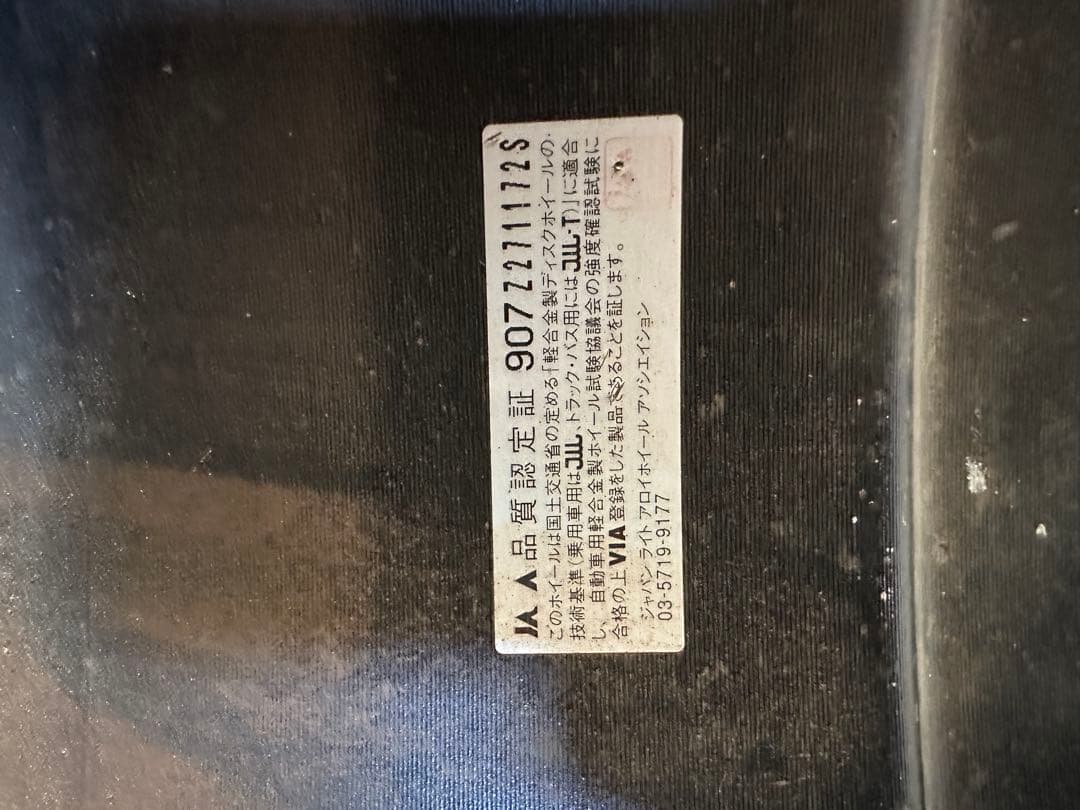 JAWA 品質認定証 907 2271172S
このホイールは国土交通省の定める「軽合金製ディスクホイールの
技術基準(乗用車用はJWL、トラック・バス用にはJWL-T)」に適合
し、自動車用軽合金製ホイール試験協議会の強度確認試験に
合格の上VIA登録をした製品であることを証します。
ジャパンライトアロイホイール アソシエイション
03-5719-9177